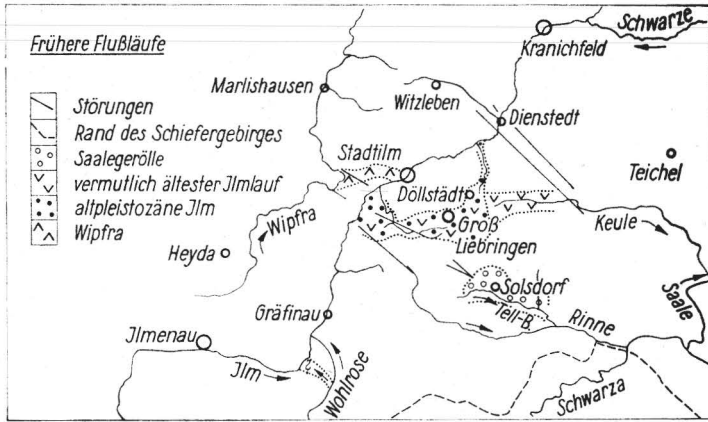 Frühere Flußläufe
Störungen
Rand des Schiefergebirges
Saalegerölle
vermutlich ältester Jlmlauf
altpleistozäne Jlm
Wipfra
Schwarze
Kranichfeld
Marlishausen
Witzleben
Dienstedt
Stadtilm
Teichel
Döllstädt
Groß
Liebringen
Keule
Wipfra
Heyda
Solsdorf
Saale
Gräfinau
Teil-B.
Rinne
Jlmenau
Jlm
Wohlrose
Schwarza